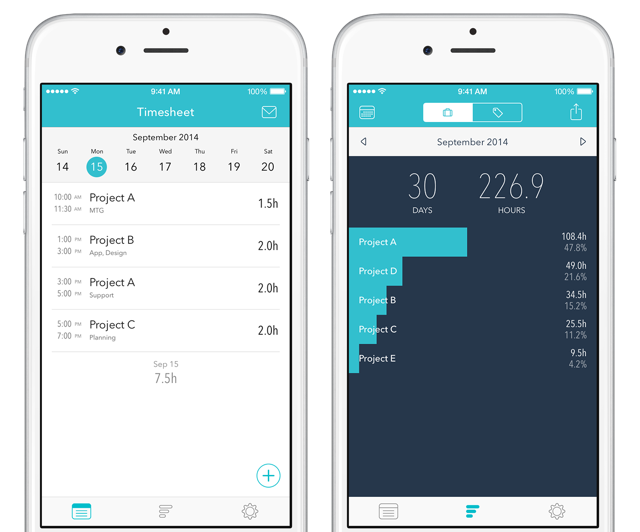 9:41 AM 100%
Timesheet
September 2014
Sun Mon Tue Wed Thu Fri Sat
14 15 16 17 18 19 20
10:00 AM Project A 1.5h
11:30 AM MTG
1:00 PM Project B 2.0h
3:00 PM App, Design
3:00 PM Project A 2.0h
5:00 PM Support
5:00 PM Project C 2.0h
7:00 PM Planning
Sep 15
7.5h
9:41 AM 100%
September 2014
30 226.9
DAYS HOURS
Project A 108.4h
47.8%
Project D 49.0h
21.6%
Project B 34.5h
15.2%
Project C 25.5h
11.2%
Project E 9.5h
4.2%